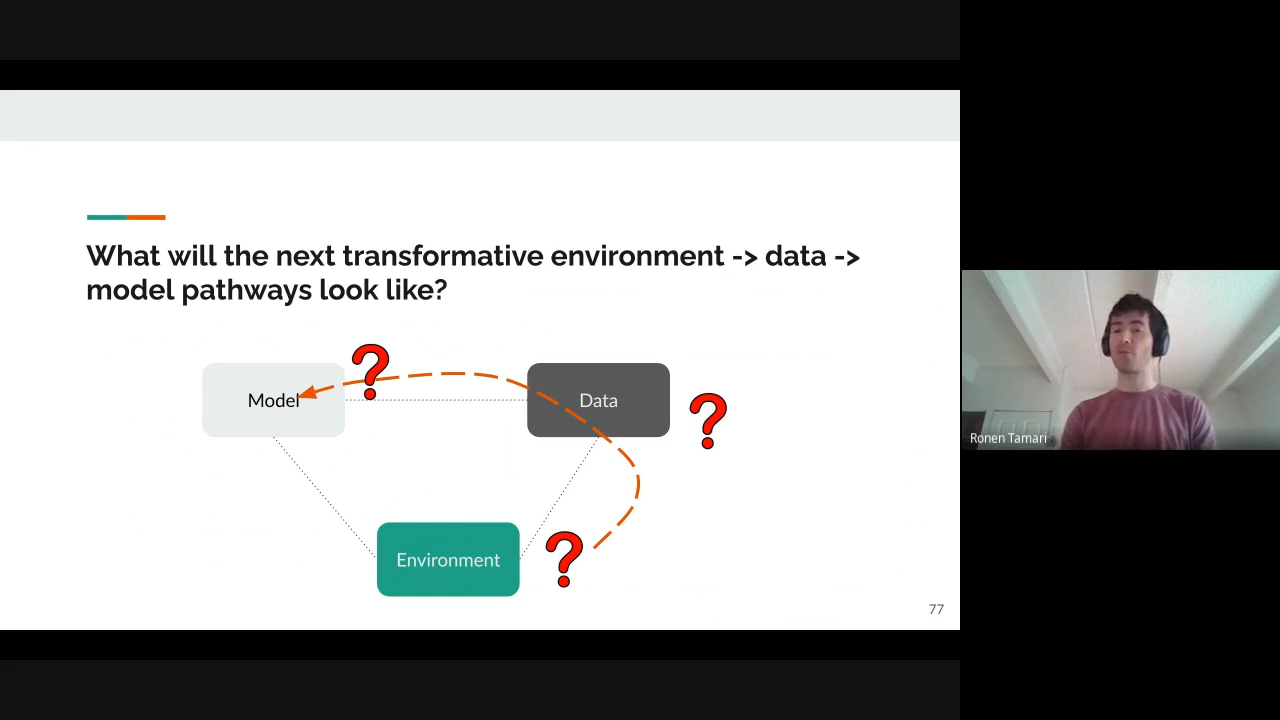 What will the next transformative environment -> data ->
model pathways look like?
?
Model
Data
?
Ronen Tamari
?
Environment
77